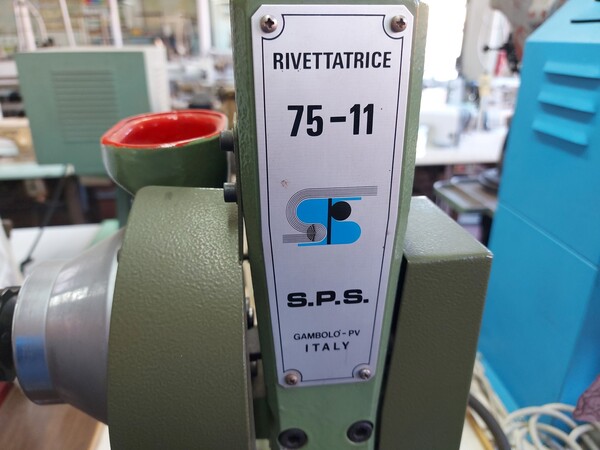 RIVETTATRICE
75-11
S.P.S.
GAMBOLO'-PV
ITALY